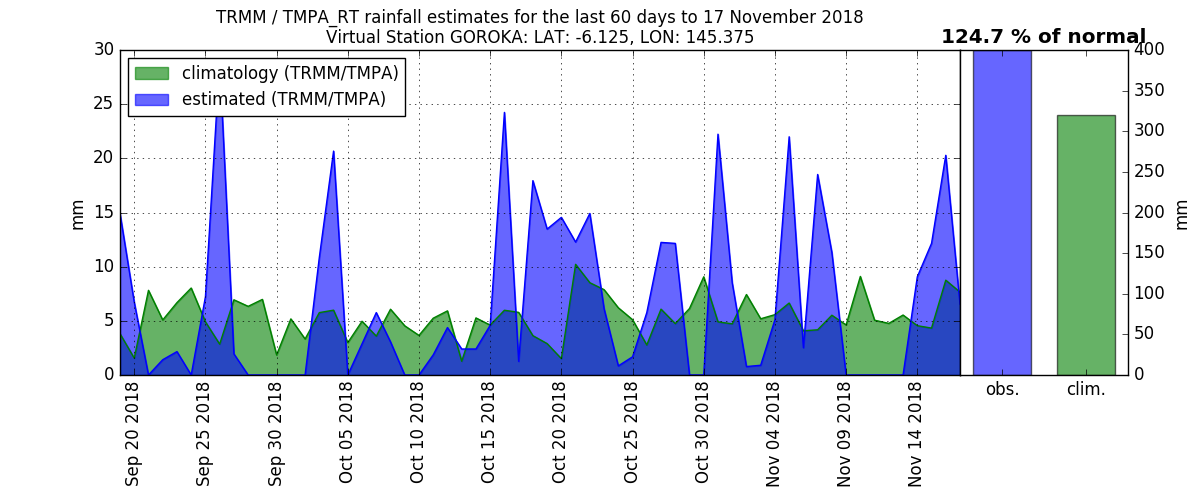 TRMM / TMPA_RT rainfall estimates for the last 60 days to 17 November 2018
Virtual Station GOROKA: LAT: -6.125, LON: 145.375
124.7 % of normal
climatology (TRMM/TMPA)
estimated (TRMM/TMPA)
30
25
20
15
10
5
0
mm
400
350
300
250
200
150
100
50
0
mm
Sep 20 2018
Sep 25 2018
Sep 30 2018
Oct 05 2018
Oct 10 2018
Oct 15 2018
Oct 20 2018
Oct 25 2018
Oct 30 2018
Nov 04 2018
Nov 09 2018
Nov 14 2018
obs.
clim.